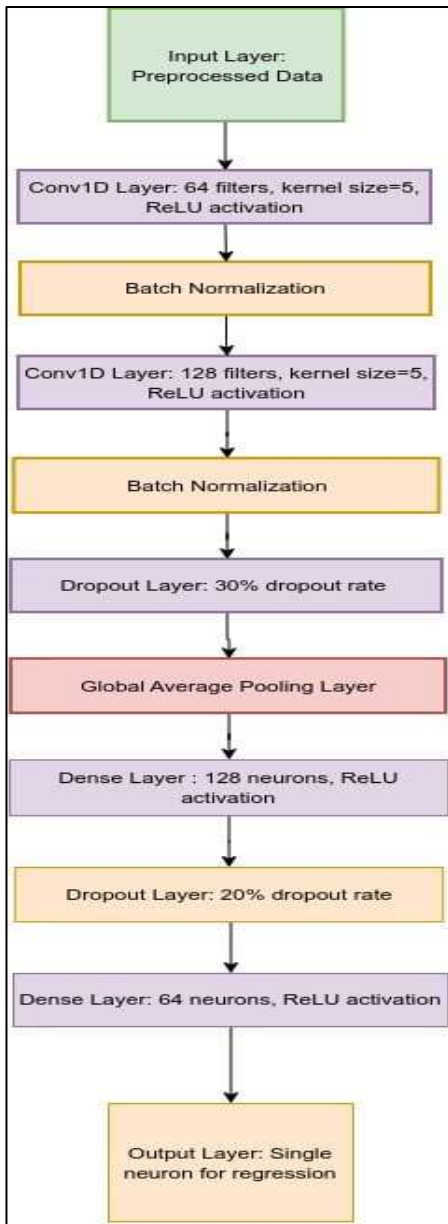 Input Layer:
Preprocessed Data
Conv1D Layer: 64 filters, kernel size=5,
ReLU activation
Batch Normalization
Conv1D Layer: 128 filters, kernel size=5,
ReLU activation
Batch Normalization
Dropout Layer: 30% dropout rate
Global Average Pooling Layer
Dense Layer : 128 neurons, ReLU
activation
Dropout Layer: 20% dropout rate
Dense Layer: 64 neurons, ReLU activation
Output Layer: Single
neuron for regression